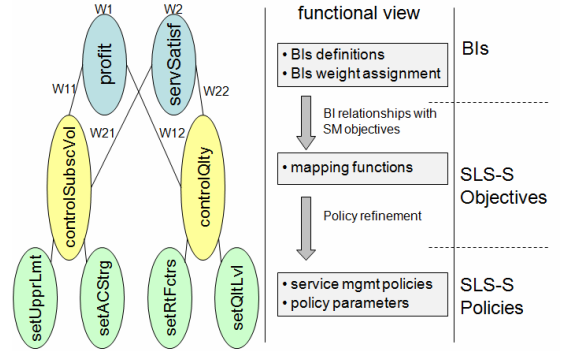 W1
W2
profit
servSatisf
W11
W21
W12
W22
controlSubscVol
controlQlty
setUpprLmt
setACStrg
setRtFctrs
setQltLvl
functional view
• BIs definitions
• BIs weight assignment
BI relationships with
SM objectives
• mapping functions
Policy refinement
• service mgmt policies
• policy parameters
BIs
SLS-S
Objectives
SLS-S
Policies